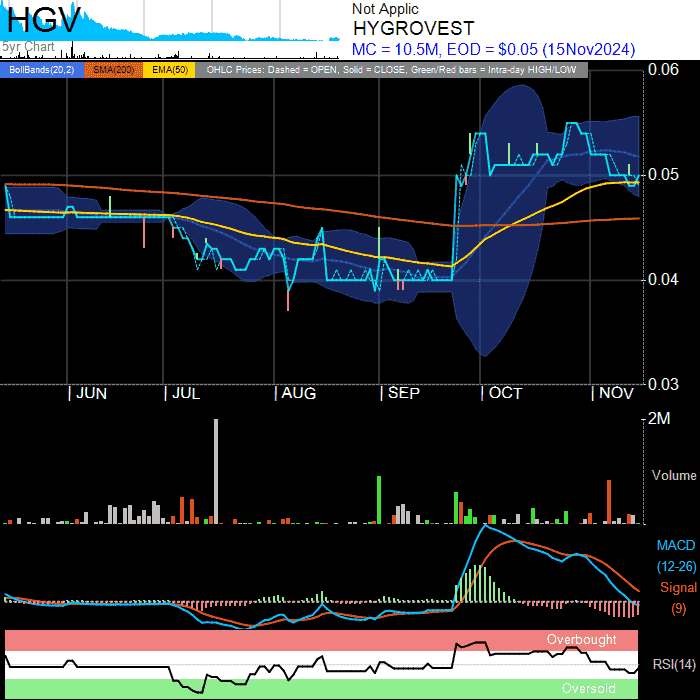 HGV
5yr Chart
Not Applic
HYGROVEST
MC = 10.5M, EOD = $0.05 (15Nov2024)
BollBands(20,2) SMA(200) EMA(50) OHLC Prices: Dashed = OPEN, Solid = CLOSE, Green/Red bars = Intra-day HIGH/LOW
0.06
0.05
0.04
0.03
JUN JUL AUG SEP OCT NOV
2M
Volume
MACD
(12-26)
Signal
(9)
Overbought
RSI(14)
Oversold